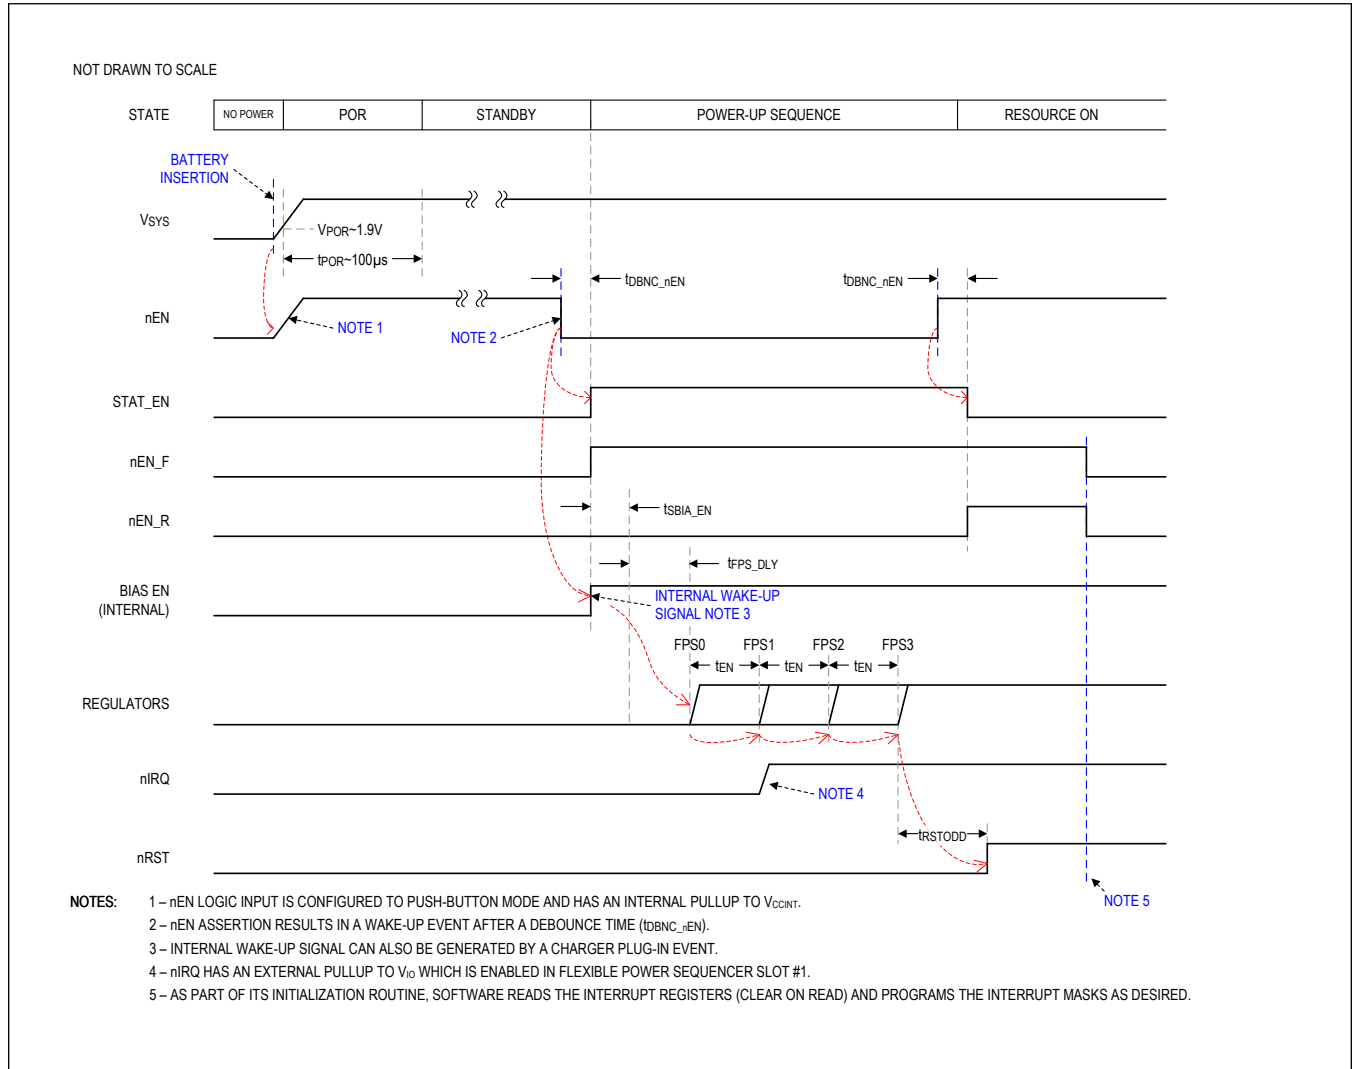 NOT DRAWN TO SCALE
STATE NO POWER POR STANDBY POWER-UP SEQUENCE RESOURCE ON
BATTERY
INSERTION
VSYS
VPOR~1.9V
tPOR~100µs
tDBNC_nEN tDBNC_nEN
nEN
NOTE 1
NOTE 2
STAT_EN
nEN_F
nEN_R
tSBIA_EN
tFPS_DLY
BIAS EN
(INTERNAL)
INTERNAL WAKE-UP
SIGNAL NOTE 3
FPS0 FPS1 FPS2 FPS3
tEN tEN tEN
REGULATORS
nIRQ
NOTE 4
tRSTODD
nRST
NOTE 5
NOTES: 1 – nEN LOGIC INPUT IS CONFIGURED TO PUSH-BUTTON MODE AND HAS AN INTERNAL PULLUP TO VCCINT.
2 – nEN ASSERTION RESULTS IN A WAKE-UP EVENT AFTER A DEBOUNCE TIME (tDBNC_nEN).
3 – INTERNAL WAKE-UP SIGNAL CAN ALSO BE GENERATED BY A CHARGER PLUG-IN EVENT.
4 – nIRQ HAS AN EXTERNAL PULLUP TO VIO WHICH IS ENABLED IN FLEXIBLE POWER SEQUENCER SLOT #1.
5 – AS PART OF ITS INITIALIZATION ROUTINE, SOFTWARE READS THE INTERRUPT REGISTERS (CLEAR ON READ) AND PROGRAMS THE INTERRUPT MASKS AS DESIRED.